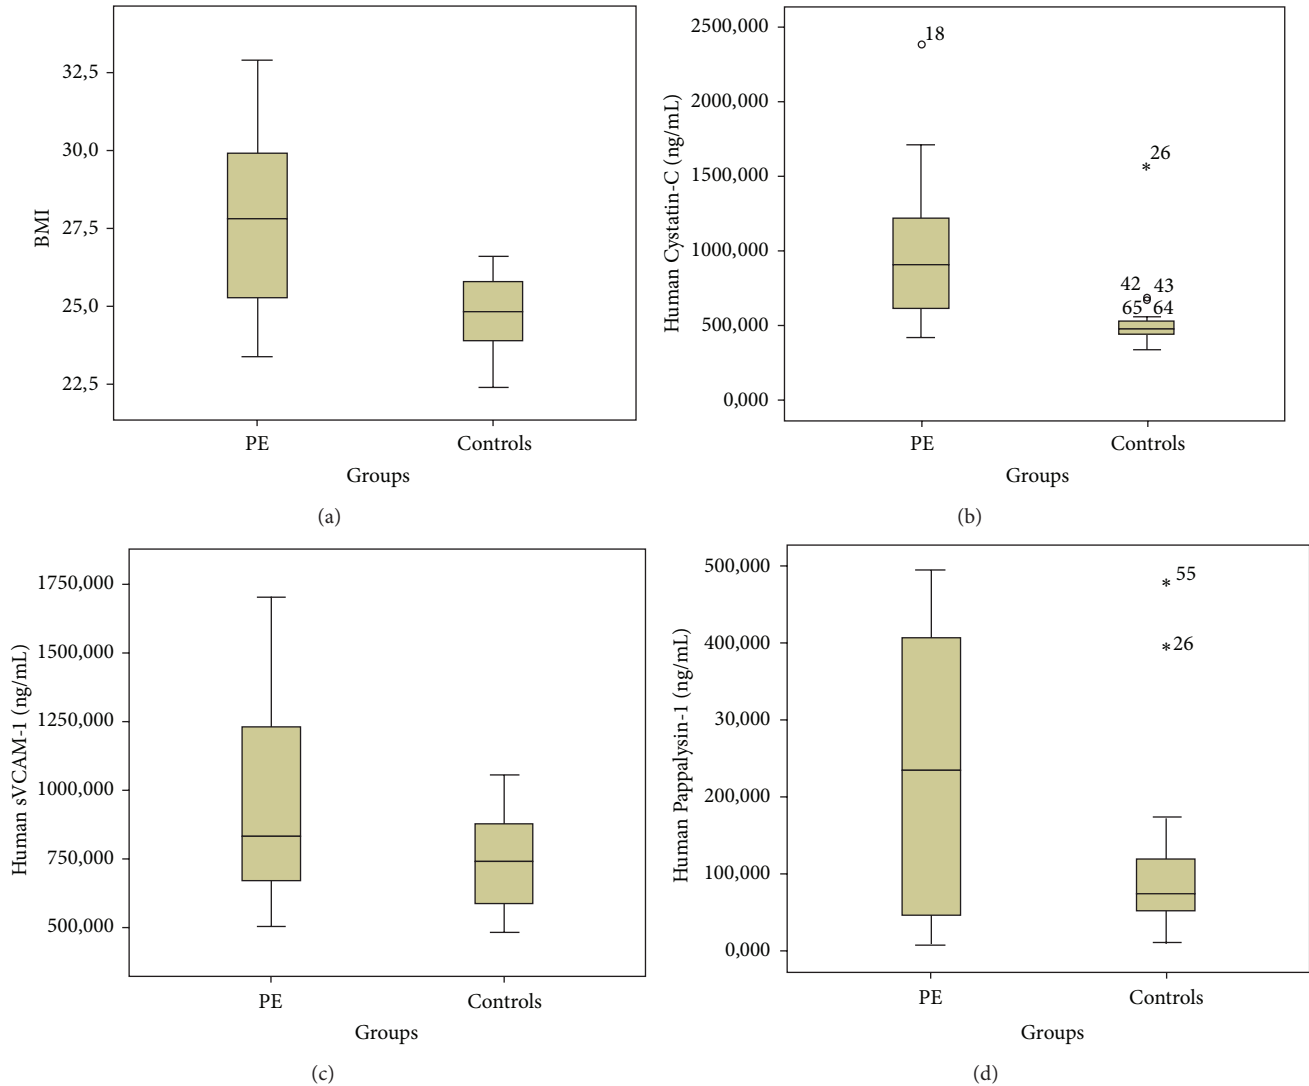 BMI
32,5
30,0
27,5
25,0
22,5
PE
Controls
Groups
(a)
Human Cystatin-C (ng/mL)
2500,000
2000,000
1500,000
1000,000
500,000
0,000
18
26
42 43
65 64
PE
Controls
Groups
(b)
Human sVCAM-1 (ng/mL)
1750,000
1500,000
1250,000
1000,000
750,000
500,000
PE
Controls
Groups
(c)
Human Pappalysin-1 (ng/mL)
500,000
400,000
30,000
200,000
100,000
0,000
55
26
PE
Controls
Groups
(d)